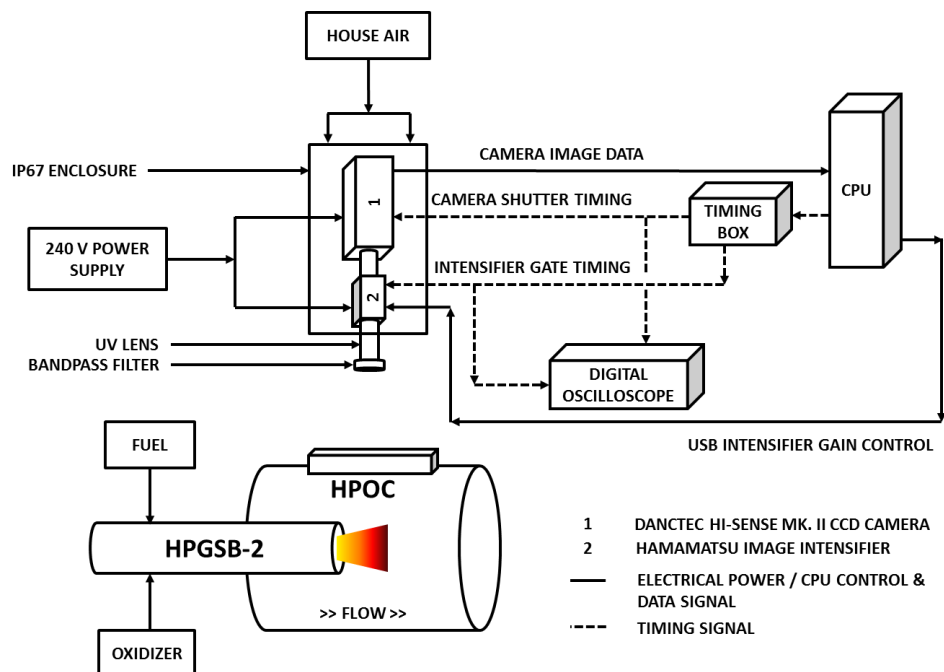 HOUSE AIR
IP67 ENCLOSURE
CAMERA IMAGE DATA
CPU
1
CAMERA SHUTTER TIMING
TIMING
BOX
240 V POWER
SUPPLY
INTENSIFIER GATE TIMING
2
UV LENS
BANDPASS FILTER
DIGITAL
OSCILLOSCOPE
USB INTENSIFIER GAIN CONTROL
FUEL
HPOC
HPGSB-2
>> FLOW >>
OXIDIZER
1 DANCTEC HI-SENSE MK. II CCD CAMERA
2 HAMAMATSU IMAGE INTENSIFIER
ELECTRICAL POWER / CPU CONTROL &
DATA SIGNAL
TIMING SIGNAL